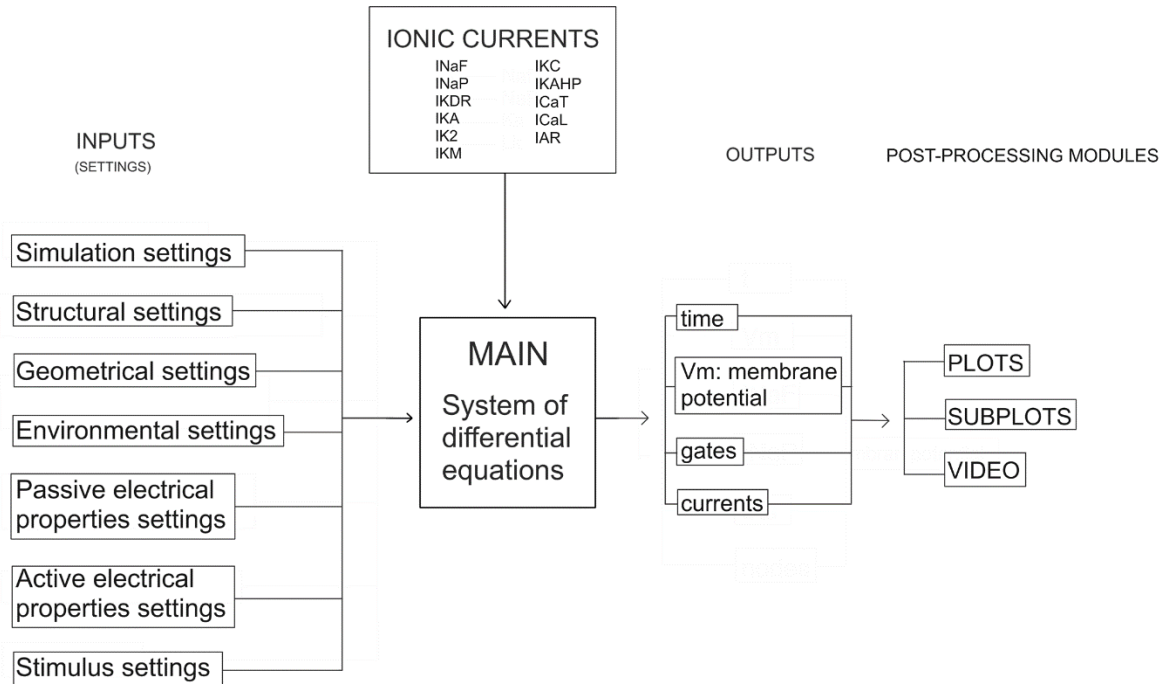 IONIC CURRENTS
INaF
INaP
IKDR
IKA
IK2
IKM
IKC
IKAHP
ICaT
ICaL
IAR
INPUTS
(SETTINGS)
Simulation settings
Structural settings
Geometrical settings
Environmental settings
Passive electrical
properties settings
Active electrical
properties settings
Stimulus settings
MAIN
System of
differential
equations
OUTPUTS
time
Vm: membrane
potential
gates
currents
POST-PROCESSING MODULES
PLOTS
SUBPLOTS
VIDEO